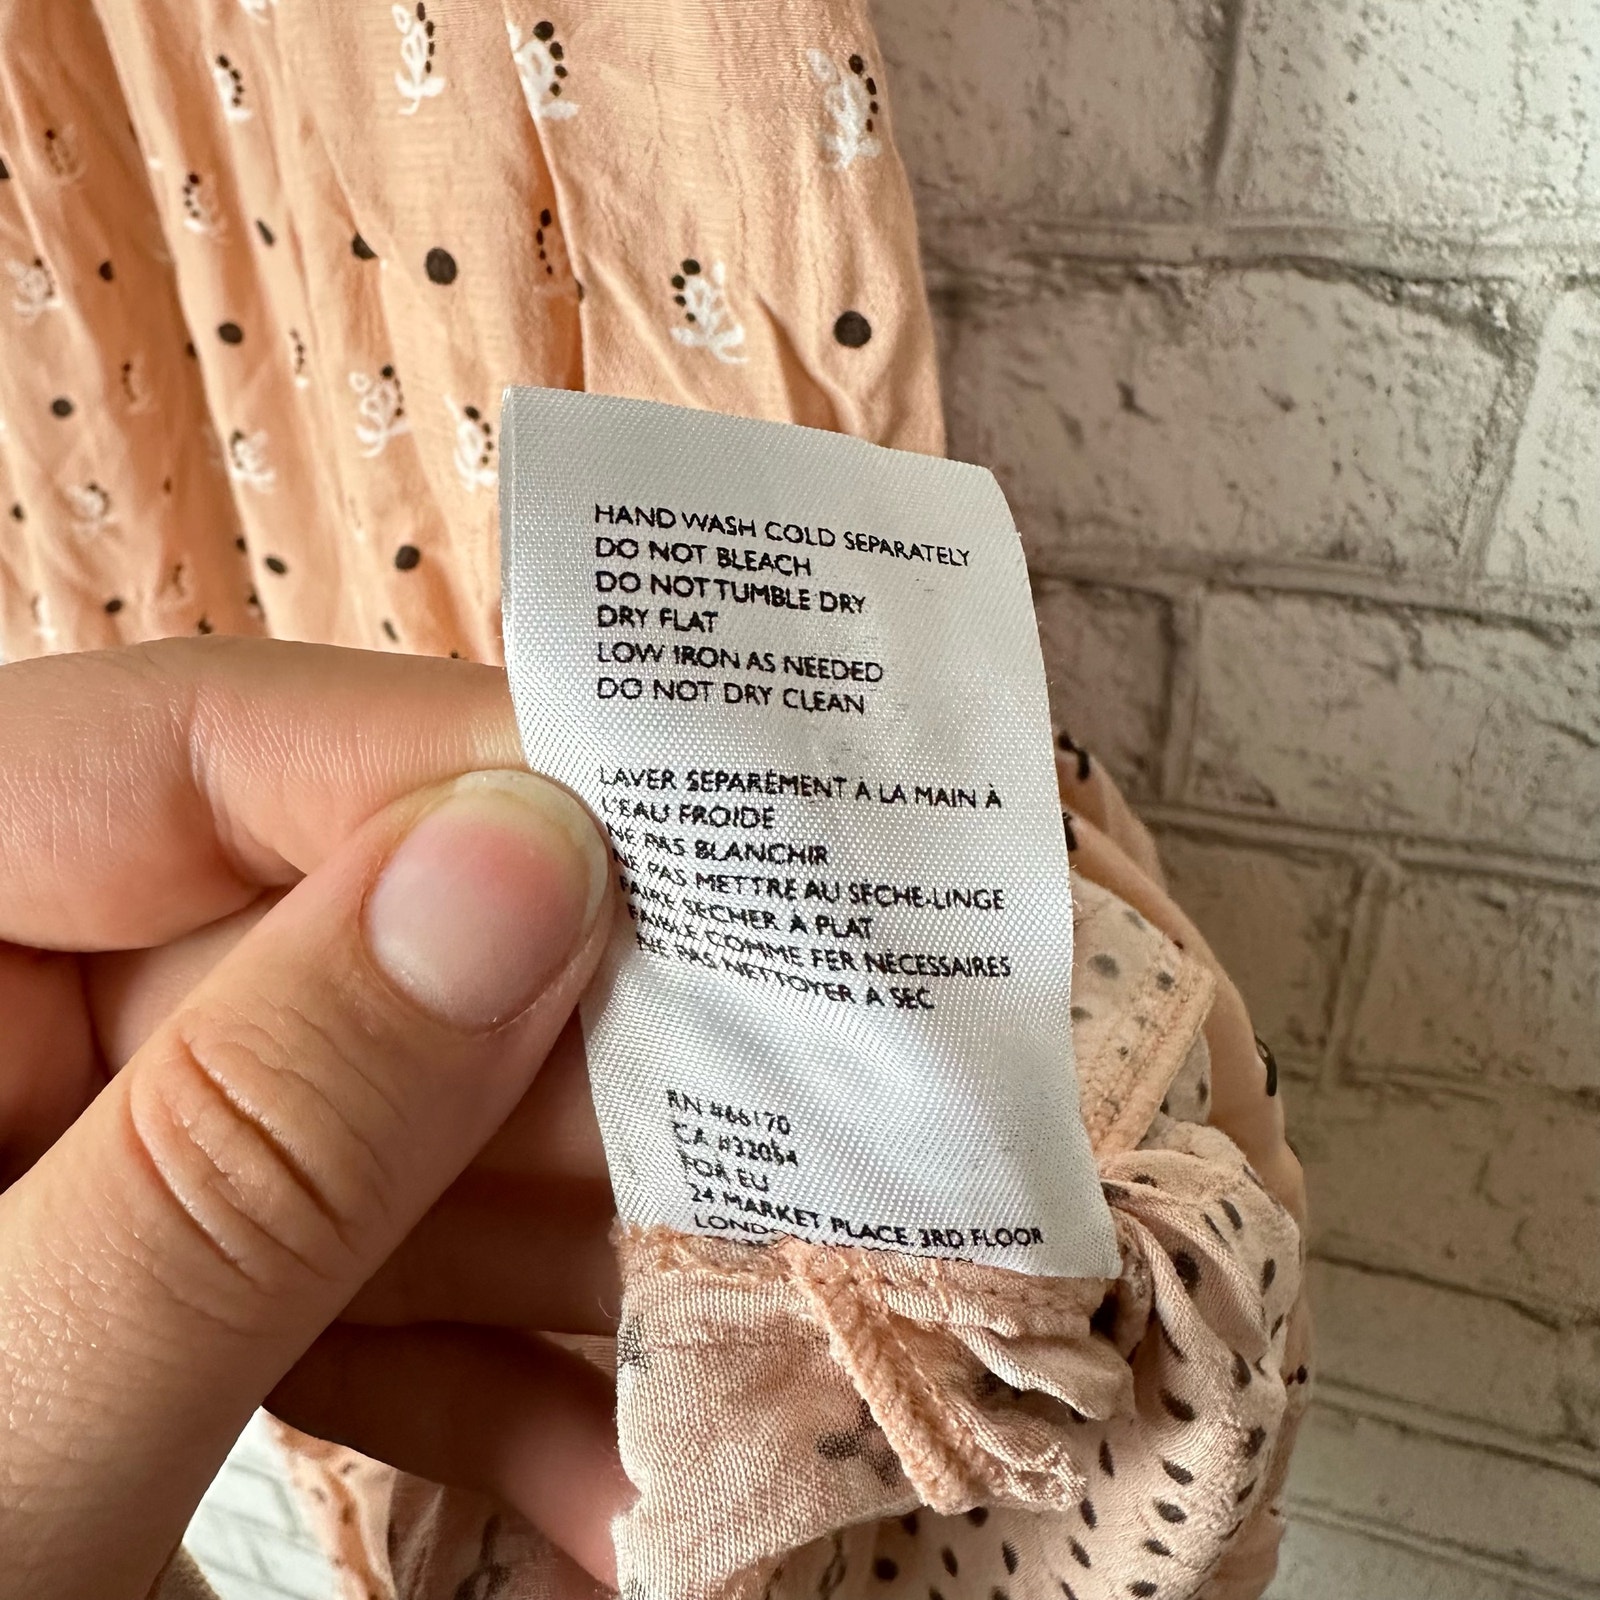 HAND WASH COLD SEPARATELY
DO NOT BLEACH
DO NOT TUMBLE DRY
DRY FLAT
LOW IRON AS NEEDED
DO NOT DRY CLEAN
LAVER SEPARÉMENT À LA MAIN À
L'EAU FROIDE
NE PAS BLANCHIR
NE PAS METTRE AU SÈCHE-LINGE
FAIRE SÉCHER À PLAT
FAIBLE COMME FER NÉCESSAIRES
NE PAS NETTOYER A SEC
RN #66170
CA #32054
FOR EU
24 MARKET PLACE, 3RD FLOOR